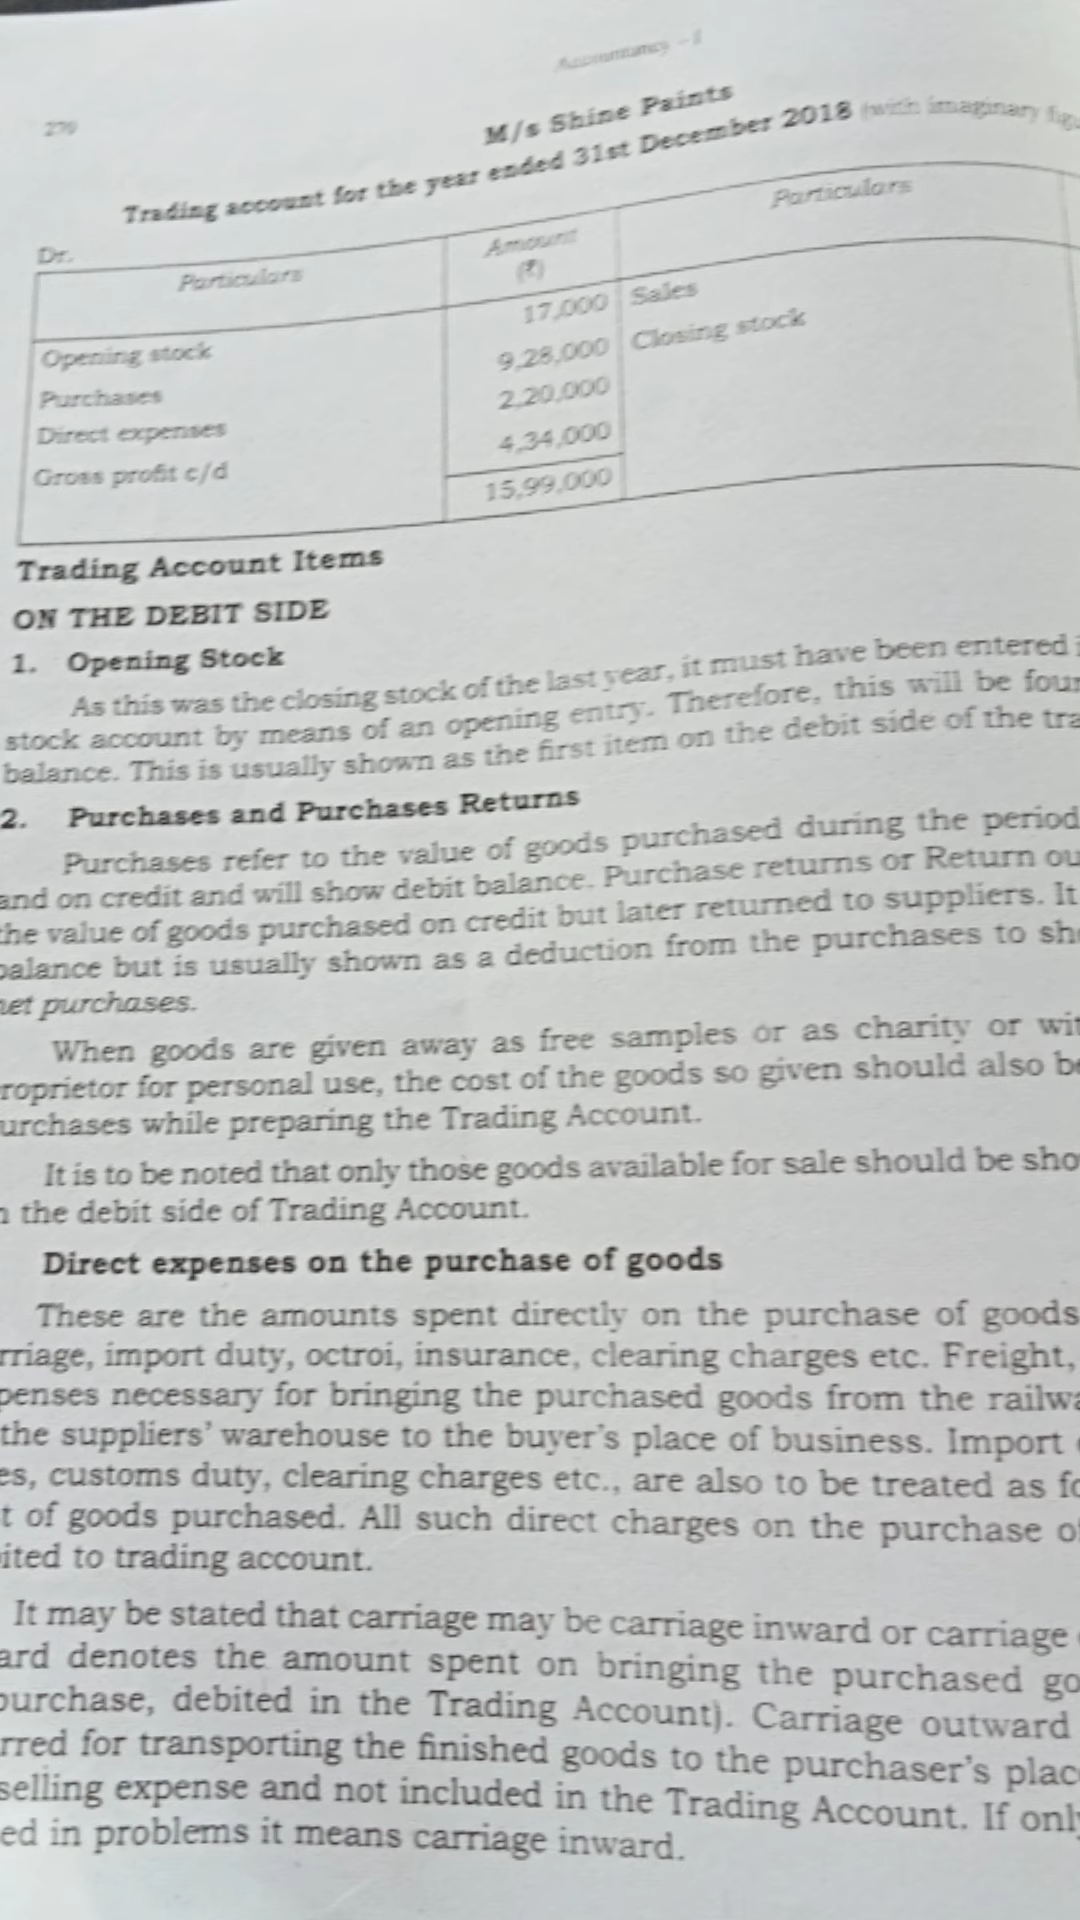 Accountancy - I
270
M/s Shine Paints
Trading account for the year ended 31st December 2018 (with imaginary
Dr.
Particulars Amount (₹) Particulars
Opening stock 17,000 Sales
Purchases 9,28,000 Closing stock
Direct expenses 2,20,000
Gross profit c/d 4,34,000
15,99,000
Trading Account Items
ON THE DEBIT SIDE
1. Opening Stock
As this was the closing stock of the last year, it must have been entered
stock account by means of an opening entry. Therefore, this will be
balance. This is usually shown as the first item on the debit side of the tra
2. Purchases and Purchases Returns
Purchases refer to the value of goods purchased during the period
and on credit and will show debit balance. Purchase returns or Return ou
the value of goods purchased on credit but later returned to suppliers. It
balance but is usually shown as a deduction from the purchases to sh
net purchases.
When goods are given away as free samples or as charity or wit
roprietor for personal use, the cost of the goods so given should also be
urchases while preparing the Trading Account.
It is to be noted that only those goods available for sale should be sho
the debit side of Trading Account.
Direct expenses on the purchase of goods
These are the amounts spent directly on the purchase of goods
rriage, import duty, octroi, insurance, clearing charges etc. Freight,
penses necessary for bringing the purchased goods from the railwa
the suppliers' warehouse to the buyer's place of business. Import
es, customs duty, clearing charges etc., are also to be treated as fo
t of goods purchased. All such direct charges on the purchase of
ited to trading account.
It may be stated that carriage may be carriage inward or carriage
ard denotes the amount spent on bringing the purchased go
purchase, debited in the Trading Account). Carriage outward
rred for transporting the finished goods to the purchaser's plac
selling expense and not included in the Trading Account. If only
ed in problems it means carriage inward.